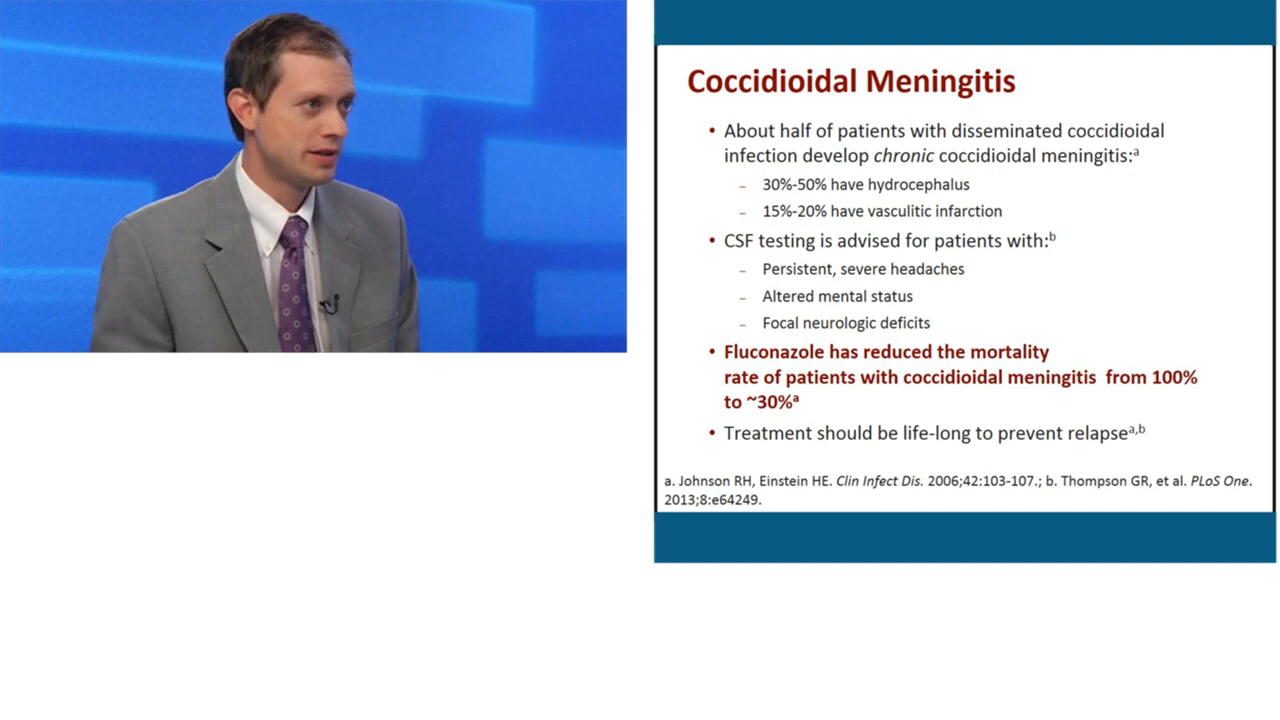 Coccidioidal Meningitis
• About half of patients with disseminated coccidioidal
infection develop chronic coccidioidal meningitis:ᵃ
– 30%-50% have hydrocephalus
– 15%-20% have vasculitic infarction
• CSF testing is advised for patients with:ᵇ
– Persistent, severe headaches
– Altered mental status
– Focal neurologic deficits
• Fluconazole has reduced the mortality
rate of patients with coccidioidal meningitis from 100%
to ~30%ᵃ
• Treatment should be life-long to prevent relapseᵃ,ᵇ
a. Johnson RH, Einstein HE. Clin Infect Dis. 2006;42:103-107.; b. Thompson GR, et al. PLoS One.
2013;8:e64249.